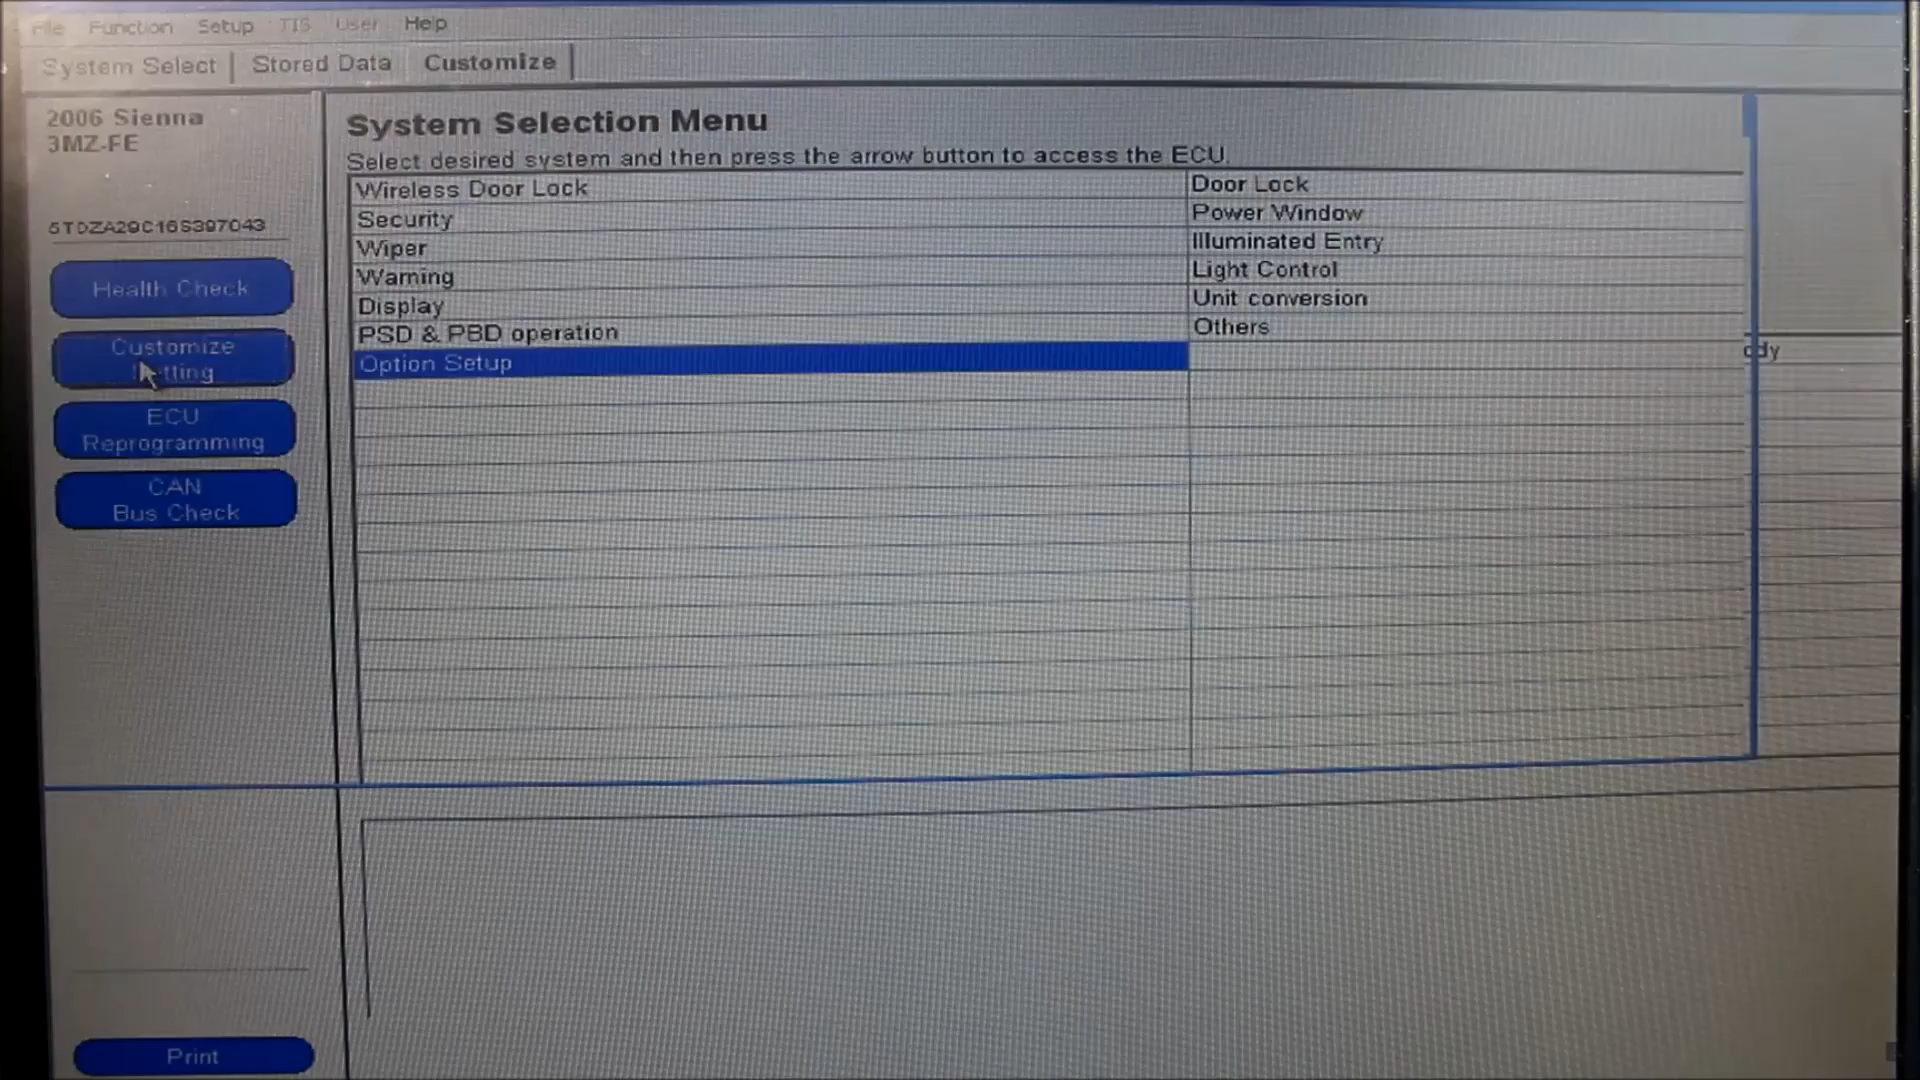 File Function Setup TIS User Help
System Select Stored Data Customize
2006 Sienna
3MZ-FE
5TDZA29C16S397043
Health Check
Customize
ECU
Reprogramming
CAN
Bus Check
Print
System Selection Menu
Select desired system and then press the arrow button to access the ECU.
Wireless Door Lock Door Lock
Security Power Window
Wiper Illuminated Entry
Warning Light Control
Display Unit conversion
PSD & PBD operation Others
Option Setup